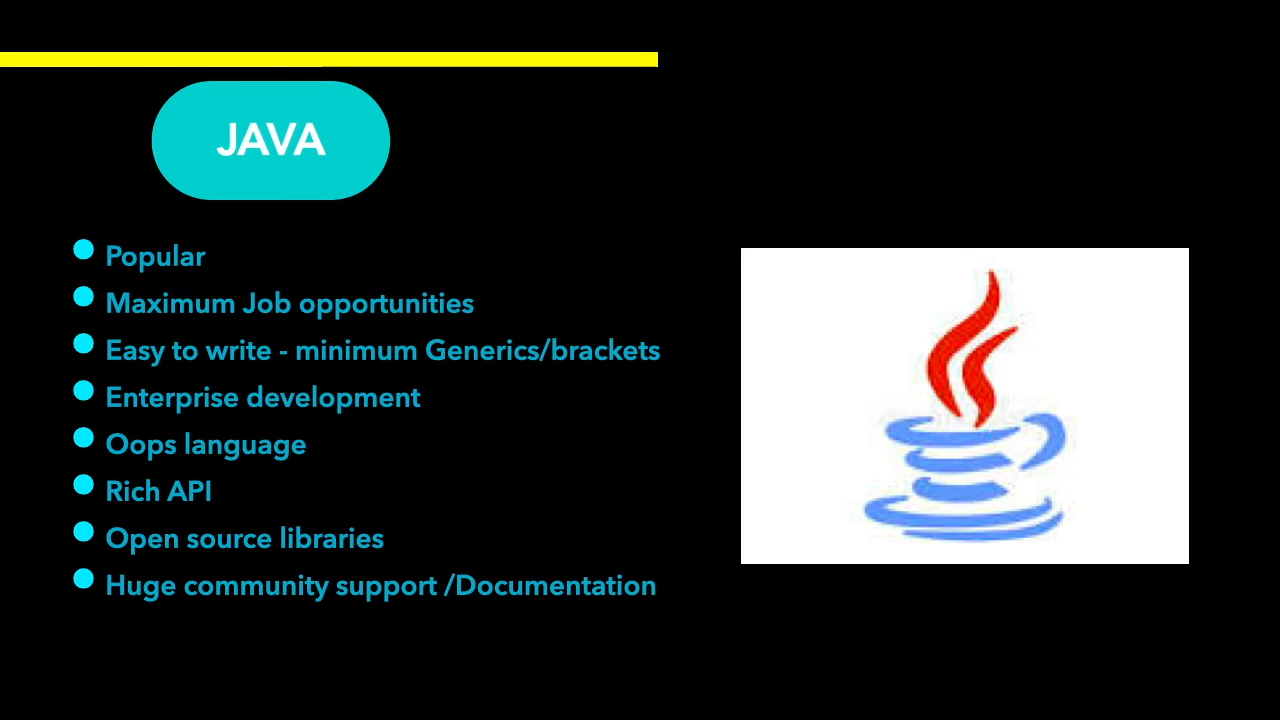 JAVA
Popular
Maximum Job opportunities
Easy to write - minimum Generics/brackets
Enterprise development
Oops language
Rich API
Open source libraries
Huge community support /Documentation